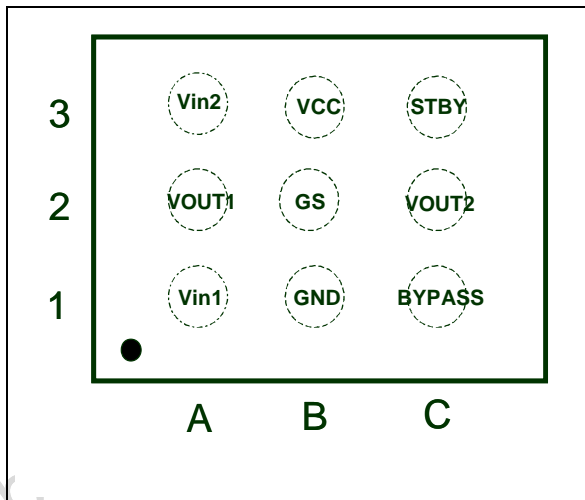 3 Vin2 VCC STBY
2 VOUT1 GS VOUT2
1 Vin1 GND BYPASS
A B C